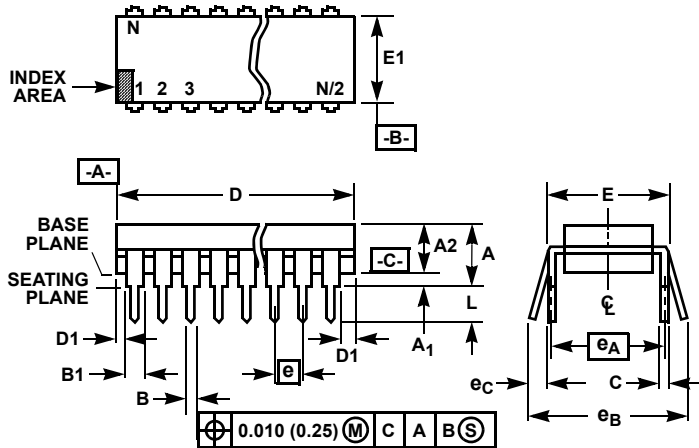 N
E1
INDEX
AREA
1 2 3 N/2
-B-
-A-
D
E
BASE
PLANE
A2
A
-C-
SEATING
PLANE
L
C L
D1
A1
D1
eA
B1
e
eC
C
B
eB
0.010 (0.25) M C A B S